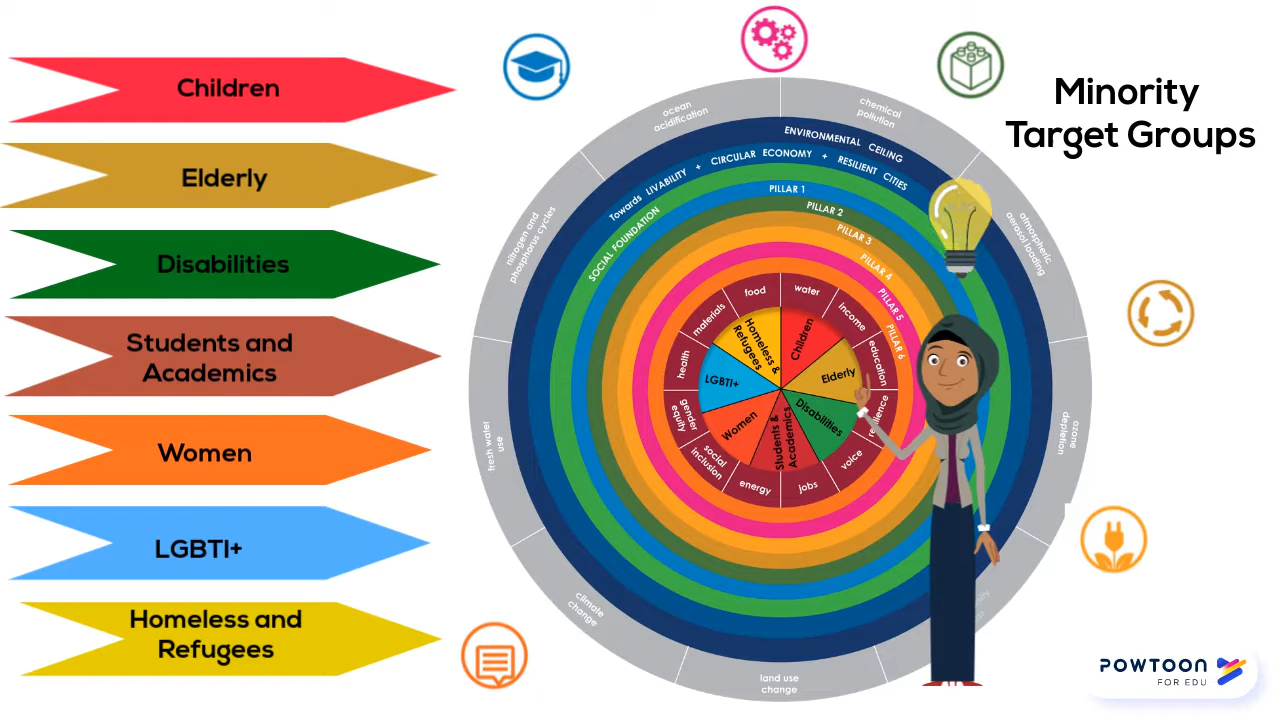 Children
Elderly
Disabilities
Students and
Academics
Women
LGBTI+
Homeless and
Refugees
Minority
Target Groups
ocean
acidification
chemical
pollution
nitrogen and
phosphorus cycles
atmospheric
aerosol loading
fresh water
use
ozone
depletion
climate
change
land use
change
ENVIRONMENTAL CEILING
Towards LIVABILITY + CIRCULAR ECONOMY + RESILIENT CITIES
SOCIAL FOUNDATION
PILLAR 1
PILLAR 2
PILLAR 3
PILLAR 4
PILLAR 5
PILLAR 6
food
water
income
education
resilience
voice
jobs
energy
social
inclusion
gender
equity
health
materials
Homeless &
Refugees
Children
Elderly
Disabilities
Students &
Academics
Women
LGBTI+
POWTOON
FOR EDU